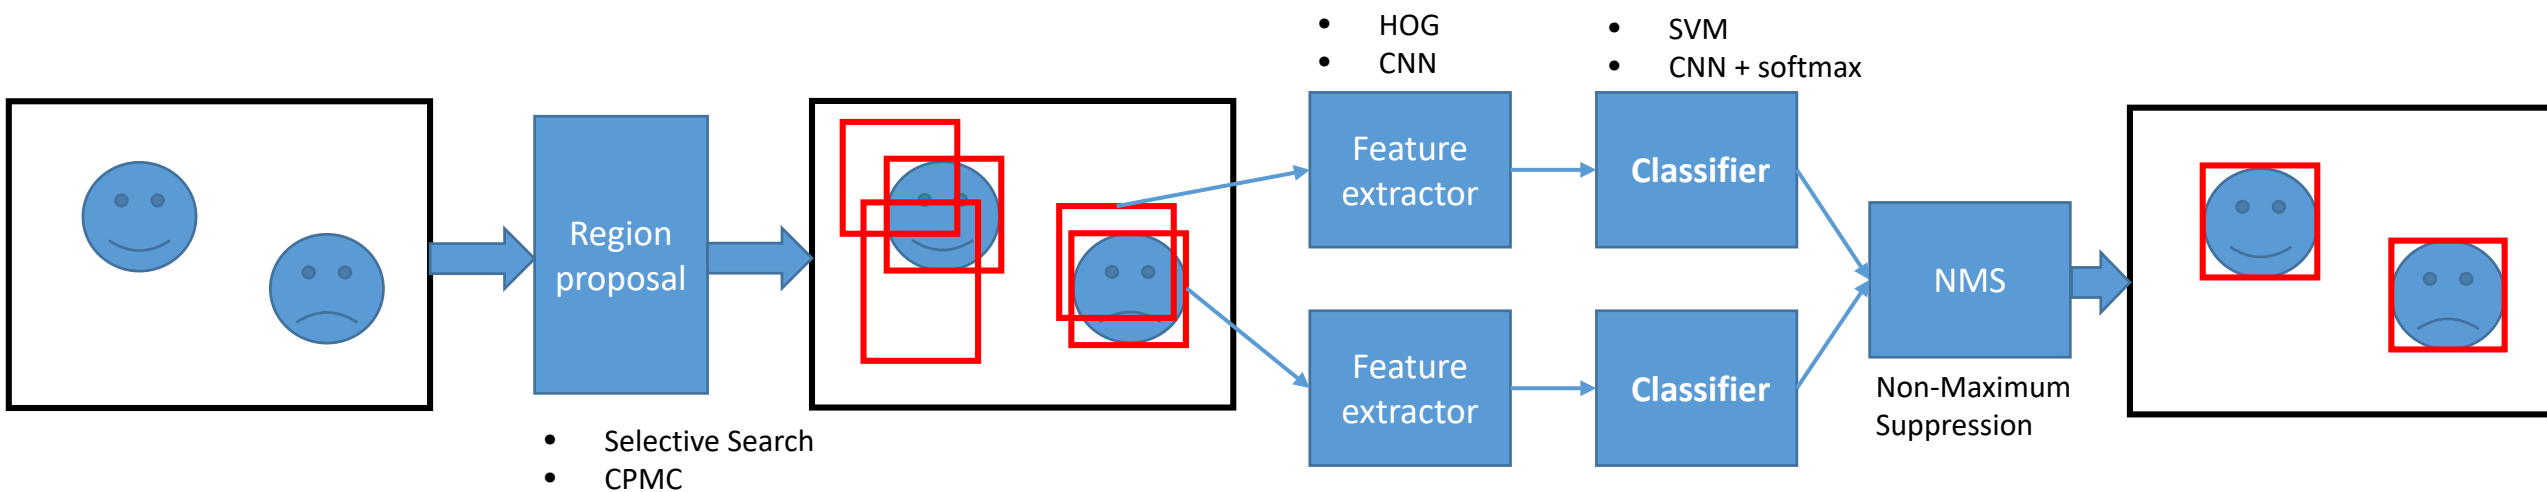 Region
proposal
• Selective Search
• CPMC
• HOG
• CNN
Feature
extractor
Feature
extractor
• SVM
• CNN + softmax
Classifier
Classifier
NMS
Non-Maximum
Suppression